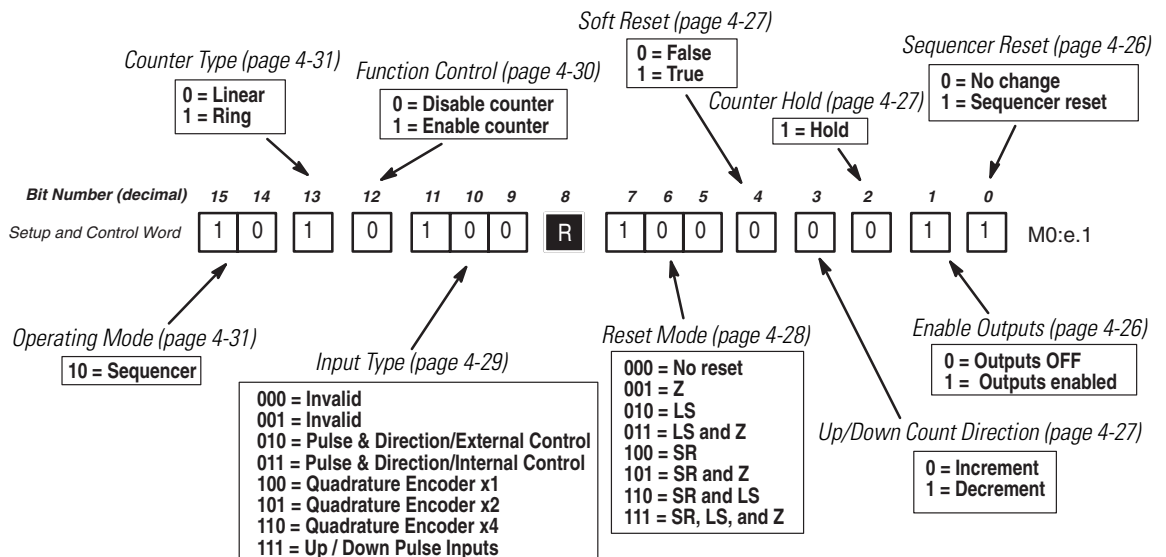 Soft Reset (page 4-27)
0 = False
1 = True
Counter Type (page 4-31)
0 = Linear
1 = Ring
Function Control (page 4-30)
0 = Disable counter
1 = Enable counter
Counter Hold (page 4-27)
1 = Hold
Sequencer Reset (page 4-26)
0 = No change
1 = Sequencer reset
Bit Number (decimal) 15 14 13 12 11 10 9 8 7 6 5 4 3 2 1 0
Setup and Control Word 1 0 1 0 1 0 0 R 1 0 0 0 0 0 1 1 M0:e.1
Operating Mode (page 4-31)
10 = Sequencer
Input Type (page 4-29)
000 = Invalid
001 = Invalid
010 = Pulse & Direction/External Control
011 = Pulse & Direction/Internal Control
100 = Quadrature Encoder x1
101 = Quadrature Encoder x2
110 = Quadrature Encoder x4
111 = Up / Down Pulse Inputs
Reset Mode (page 4-28)
000 = No reset
001 = Z
010 = LS
011 = LS and Z
100 = SR
101 = SR and Z
110 = SR and LS
111 = SR, LS, and Z
Enable Outputs (page 4-26)
0 = Outputs OFF
1 = Outputs enabled
Up/Down Count Direction (page 4-27)
0 = Increment
1 = Decrement